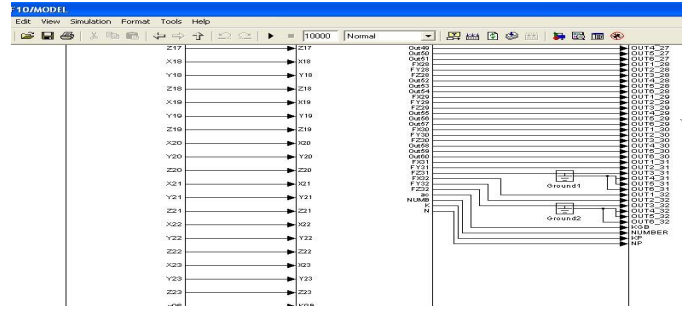 F10/MODEL
Edit View Simulation Format Tools Help
10000 Normal
Z17 Z17
X18 X18
Y18 Y18
Z18 Z18
X19 X19
Y19 Y19
Z19 Z19
X20 X20
Y20 Y20
Z20 Z20
X21 X21
Y21 Y21
Z21 Z21
X22 X22
Y22 Y22
Z22 Z22
X23 X23
Y23 Y23
Z23 Z23
Out49
Out50
Out51
FX28
FY28
FZ28
Out52
Out53
Out54
FX29
FY29
FZ29
Out55
Out56
Out57
FX30
FY30
FZ30
Out58
Out59
Out60
FX31
FY31
FZ31
FX32
FY32
FZ32
NUMB
K
N
Ground1
Ground2
OUT4_27
OUT5_27
OUT6_27
OUT1_28
OUT2_28
OUT3_28
OUT4_28
OUT5_28
OUT6_28
OUT1_29
OUT2_29
OUT3_29
OUT4_29
OUT5_29
OUT6_29
OUT1_30
OUT2_30
OUT3_30
OUT4_30
OUT5_30
OUT6_30
OUT1_31
OUT2_31
OUT3_31
OUT4_31
OUT5_31
OUT6_31
OUT1_32
OUT2_32
OUT3_32
OUT4_32
OUT5_32
OUT6_32
KGB
NUMBER
KF
NP